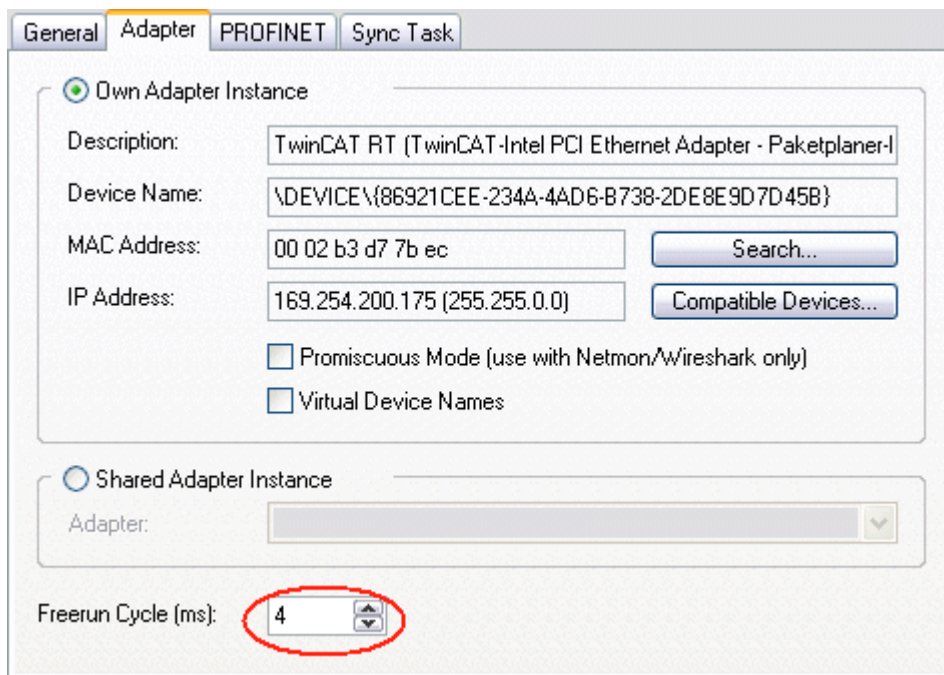 General Adapter PROFINET Sync Task
Own Adapter Instance
Description: TwinCAT RT (TwinCAT-Intel PCI Ethernet Adapter - Paketplaner-I
Device Name: \DEVICE\{86921CEE-234A-4AD6-B738-2DE8E9D7D45B}
MAC Address: 00 02 b3 d7 7b ec Search...
IP Address: 169.254.200.175 (255.255.0.0) Compatible Devices...
Promiscuous Mode (use with Netmon/Wireshark only)
Virtual Device Names
Shared Adapter Instance
Adapter:
Freerun Cycle (ms): 4